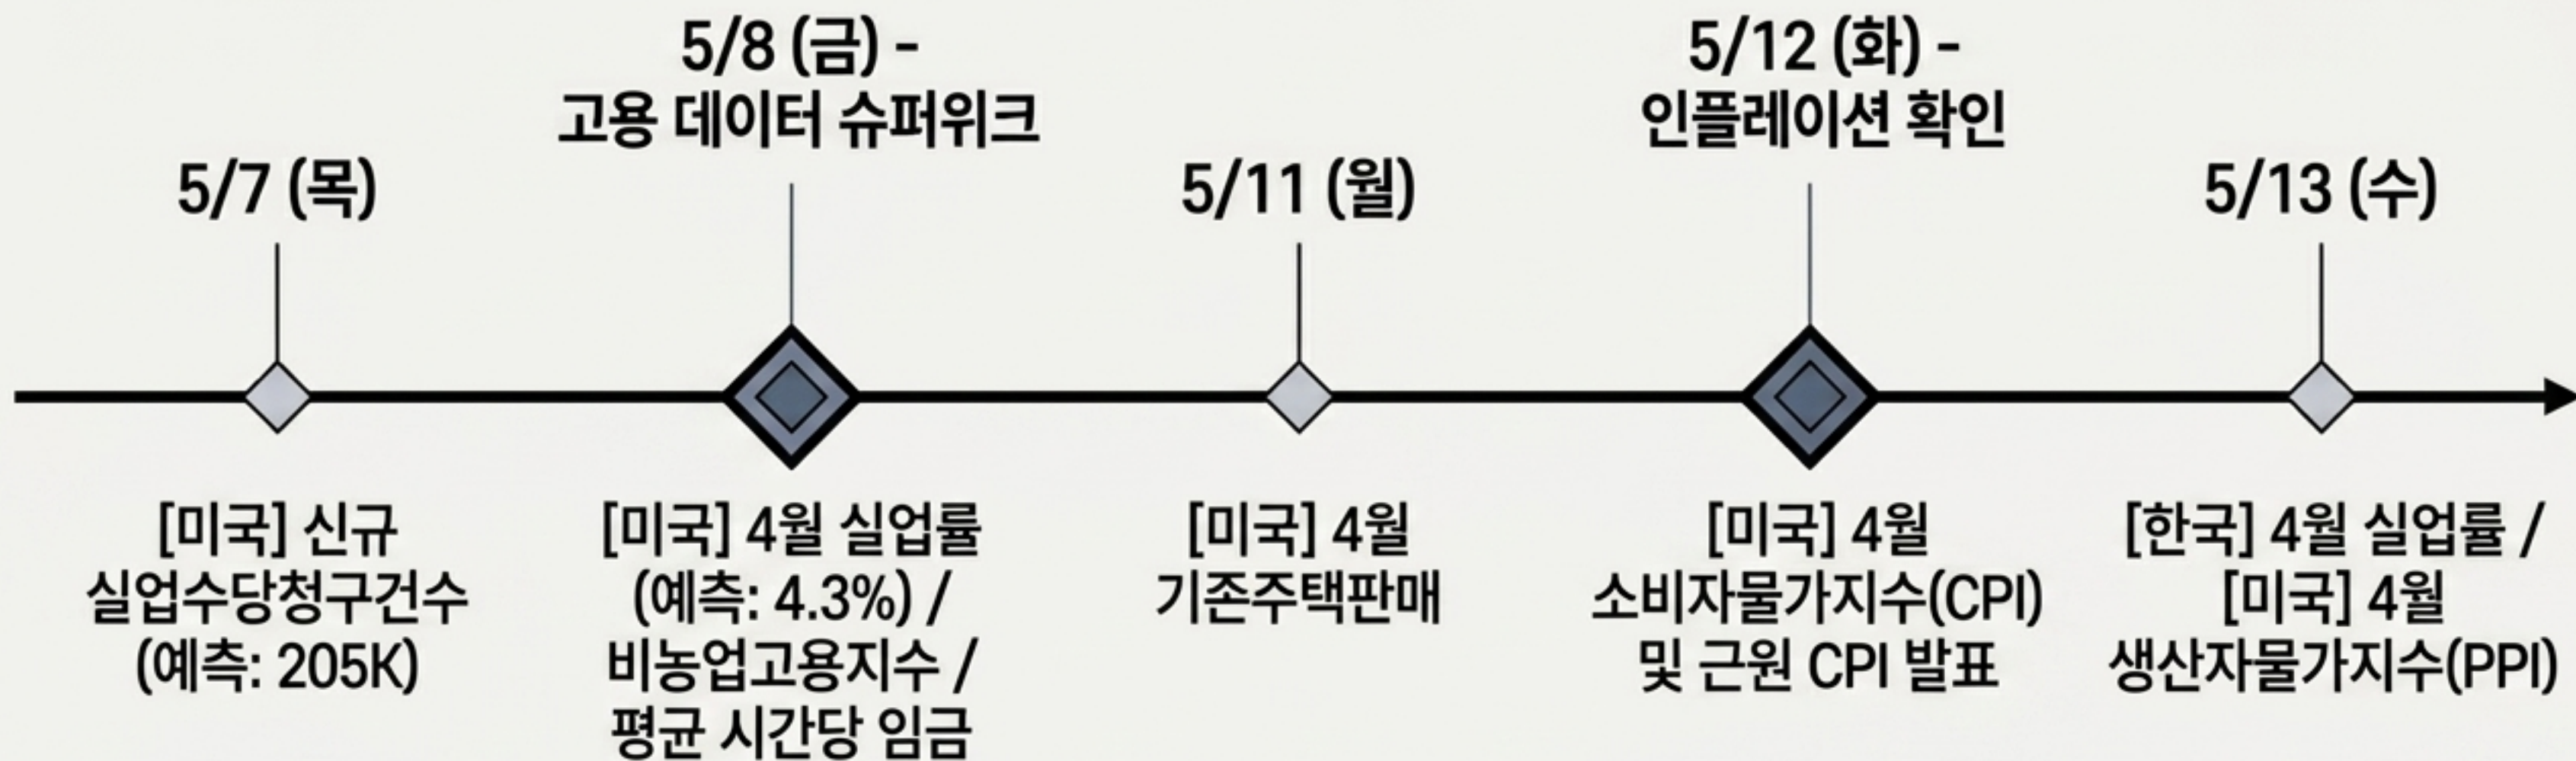 5/7 (목)
[미국] 신규
실업수당청구건수
(예측: 205K)
5/8 (금) -
고용 데이터 슈퍼위크
[미국] 4월 실업률
(예측: 4.3%) /
비농업고용지수 /
평균 시간당 임금
5/11 (월)
[미국] 4월
기존주택판매
5/12 (화) -
인플레이션 확인
[미국] 4월
소비자물가지수(CPI)
및 근원 CPI 발표
5/13 (수)
[한국] 4월 실업률 /
[미국] 4월
생산자물가지수(PPI)